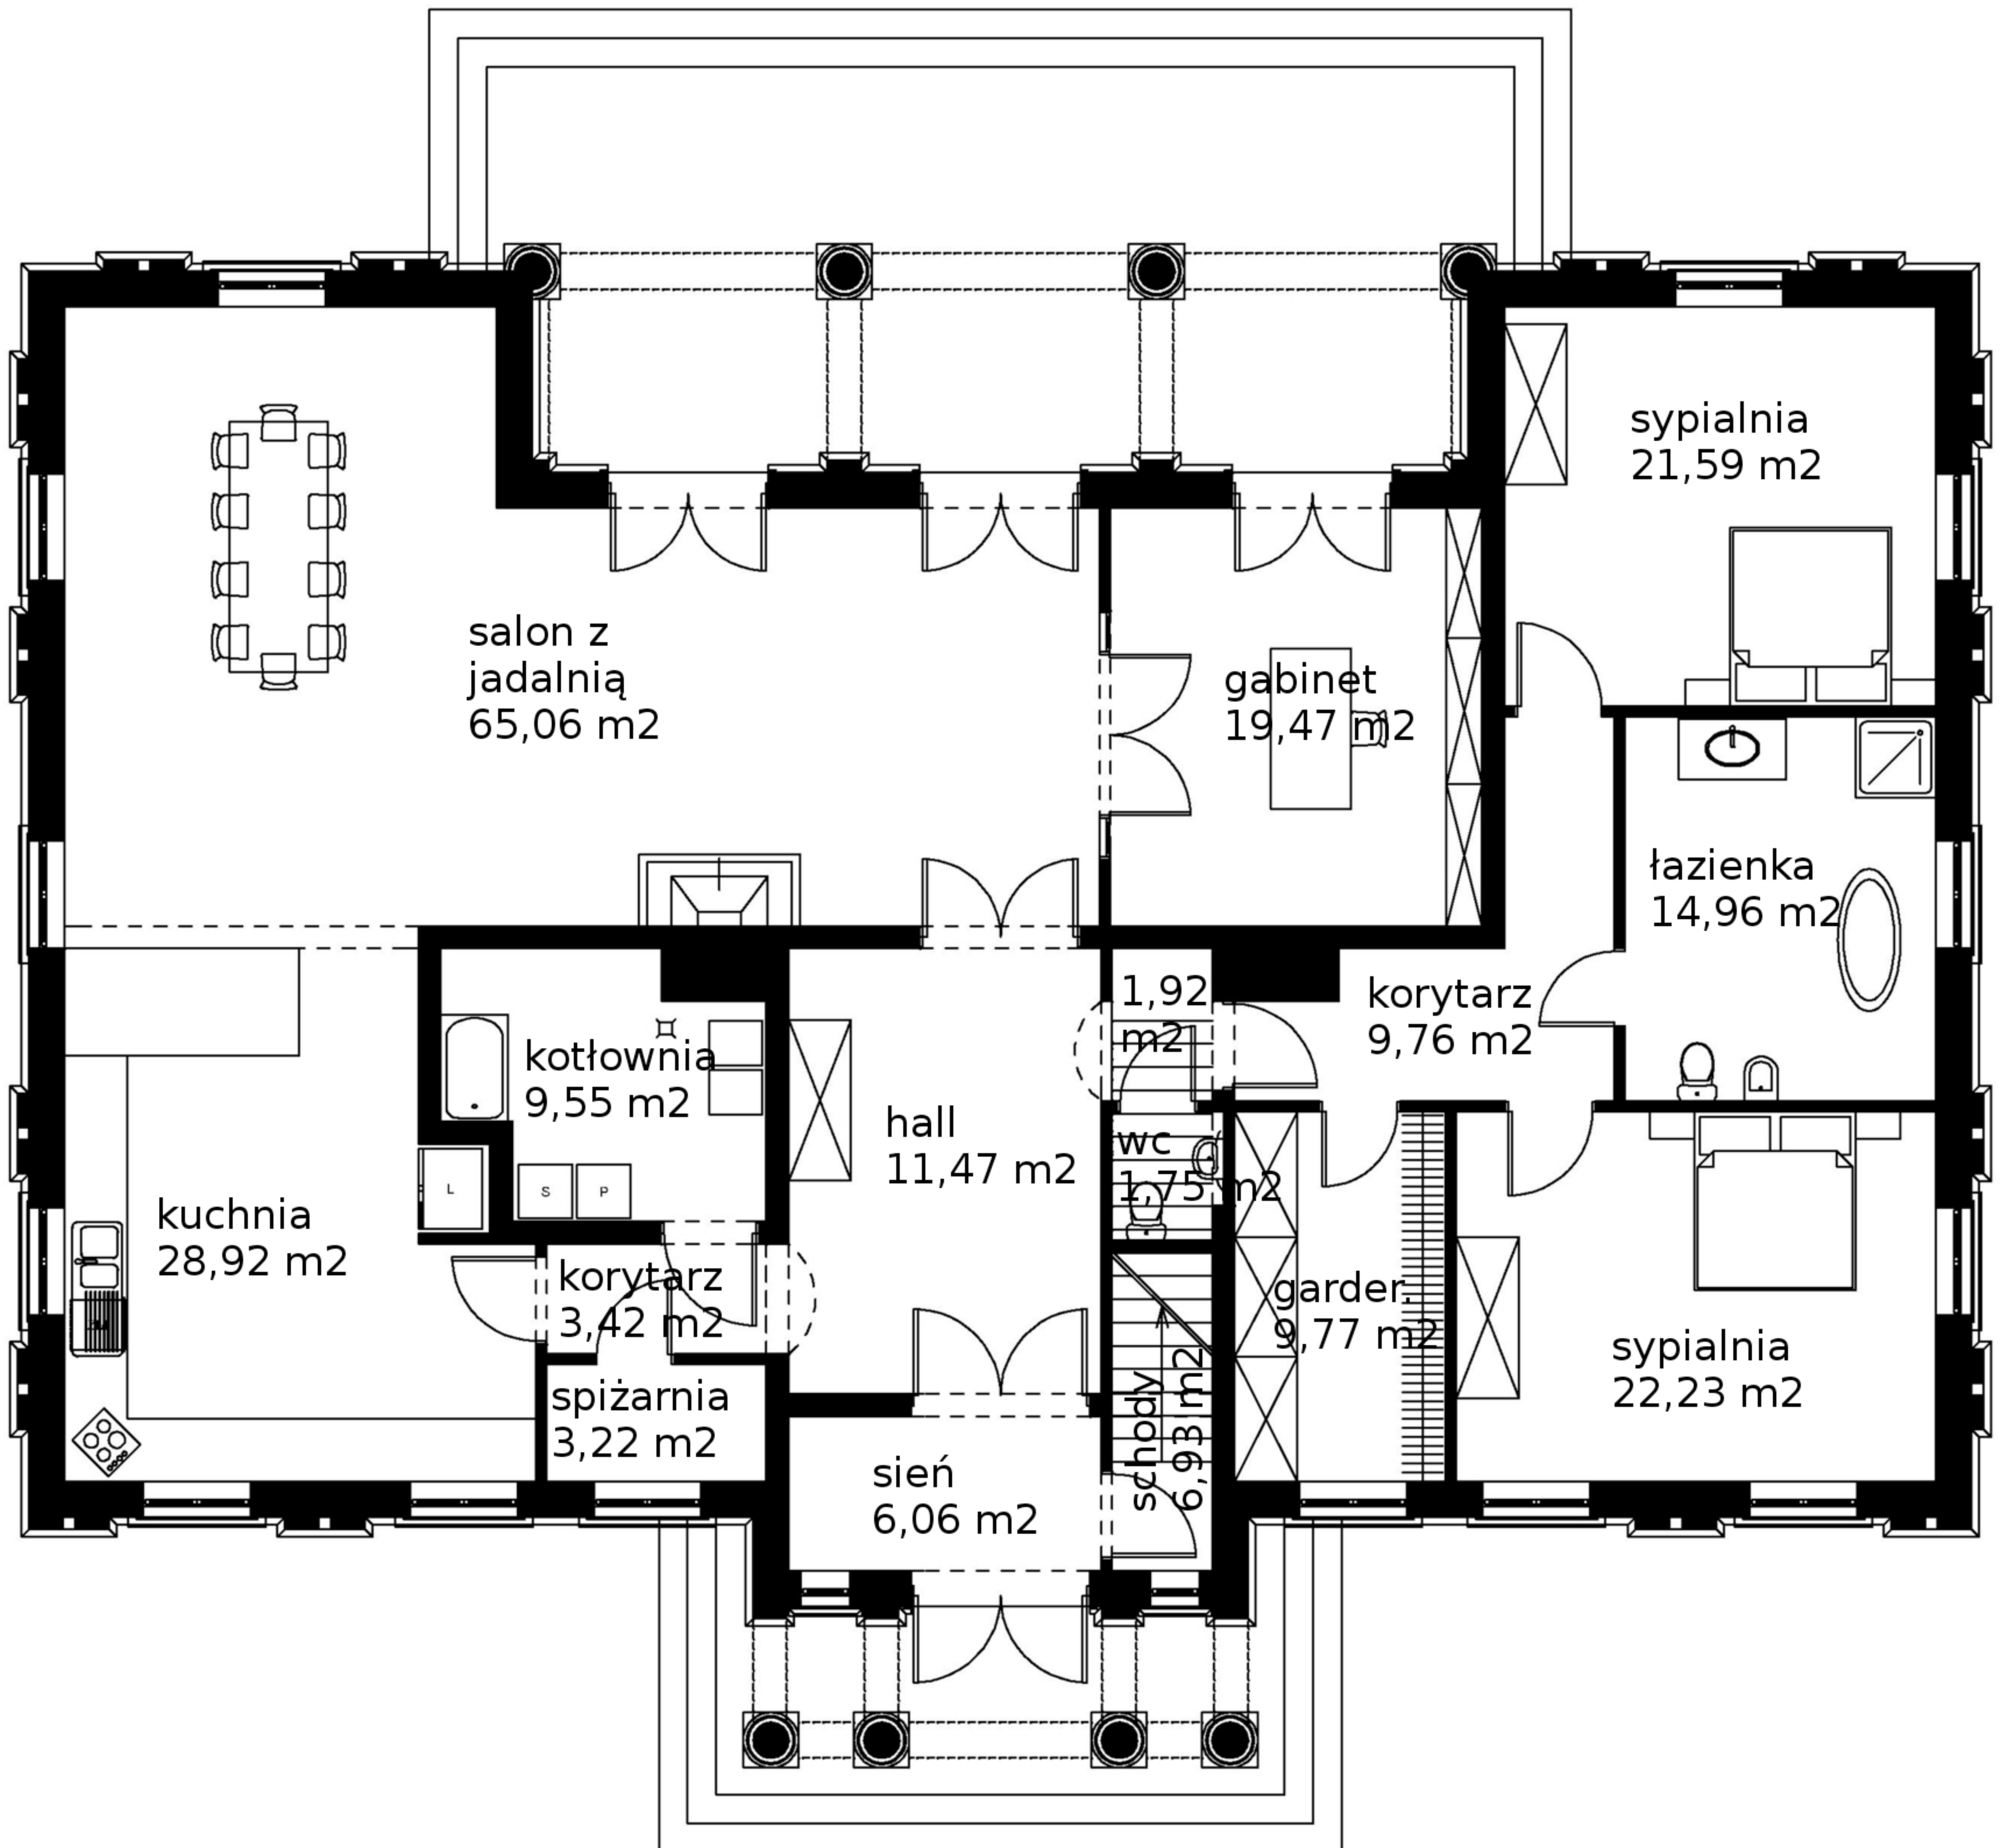 sypialnia
21,59 m2
salon z
jadalnią
65,06 m2
gabinet
19,47 m2
łazienka
14,96 m2
1,92
m2
korytarz
9,76 m2
kotłownia
9,55 m2
hall
11,47 m2
wc
1,75 m2
L
S
P
kuchnia
28,92 m2
korytarz
3,42 m2
garder.
9,77 m2
sypialnia
22,23 m2
spiżarnia
3,22 m2
schody
6,93 m2
sień
6,06 m2